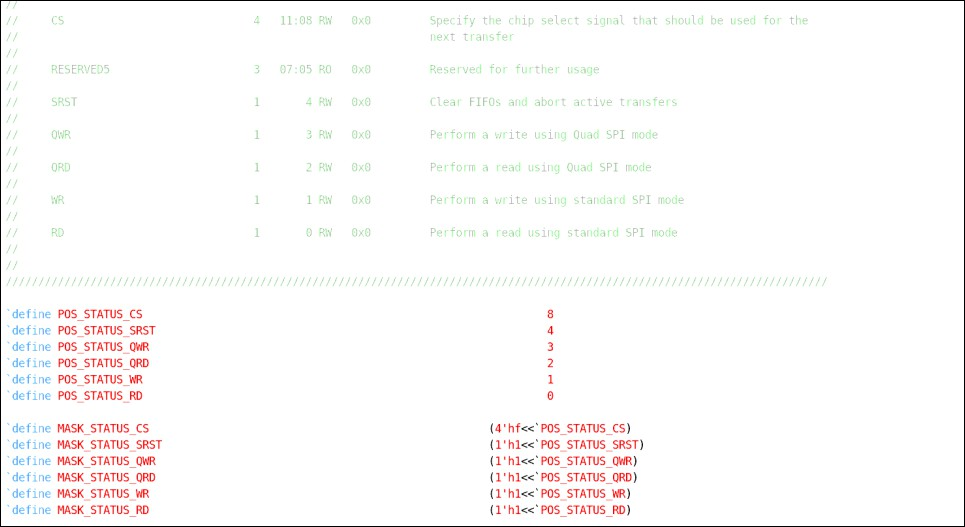 //
//     CS                             4   11:08 RW   0x0         Specify the chip select signal that should be used for the
//                                                               next transfer
//
//     RESERVED5                      3   07:05 RO   0x0         Reserved for further usage
//
//     SRST                           1       4 RW   0x0         Clear FIFOs and abort active transfers
//
//     QWR                            1       3 RW   0x0         Perform a write using Quad SPI mode
//
//     QRD                            1       2 RW   0x0         Perform a read using Quad SPI mode
//
//     WR                             1       1 RW   0x0         Perform a write using standard SPI mode
//
//     RD                             1       0 RW   0x0         Perform a read using standard SPI mode
//
//
//////////////////////////////////////////////////////////////////////////////////////////////////////////////////////////////
`define POS_STATUS_CS                                                              8
`define POS_STATUS_SRST                                                            4
`define POS_STATUS_QWR                                                             3
`define POS_STATUS_QRD                                                             2
`define POS_STATUS_WR                                                              1
`define POS_STATUS_RD                                                              0
`define MASK_STATUS_CS                                                    (4'hf<<`POS_STATUS_CS)
`define MASK_STATUS_SRST                                                  (1'h1<<`POS_STATUS_SRST)
`define MASK_STATUS_QWR                                                   (1'h1<<`POS_STATUS_QWR)
`define MASK_STATUS_QRD                                                   (1'h1<<`POS_STATUS_QRD)
`define MASK_STATUS_WR                                                    (1'h1<<`POS_STATUS_WR)
`define MASK_STATUS_RD                                                    (1'h1<<`POS_STATUS_RD)